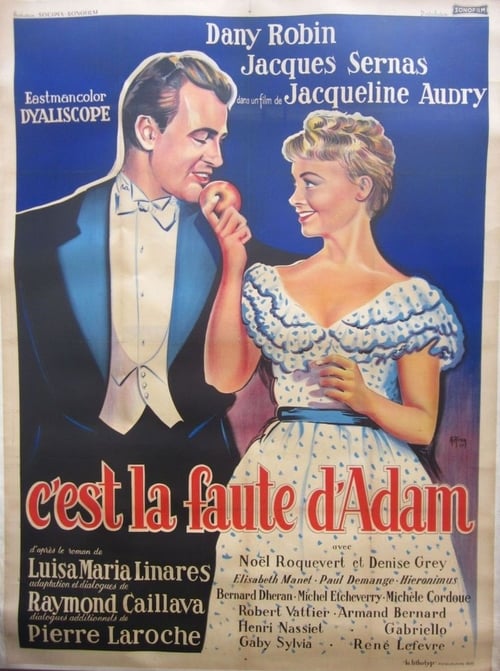 SONOFILM
Dany Robin
Jacques Sernas
dans un film de Jacqueline Audry
Eastmancolor
DYALISCOPE
c'est la faute d'Adam
d'après le roman de
Luisa Maria Linares
adaptation et dialogues de
Raymond Caillava
dialogues additionnels de
Pierre Laroche
avec
Noël Roquevert et Denise Grey
Elisabeth Manet · Paul Demange · Hieronimus
Bernard Dheran · Michel Etcheverry · Michèle Cordoue
Robert Vattier · Armand Bernard
Henri Nassiet Gabriello
Gaby Sylvia .. René Lefevre